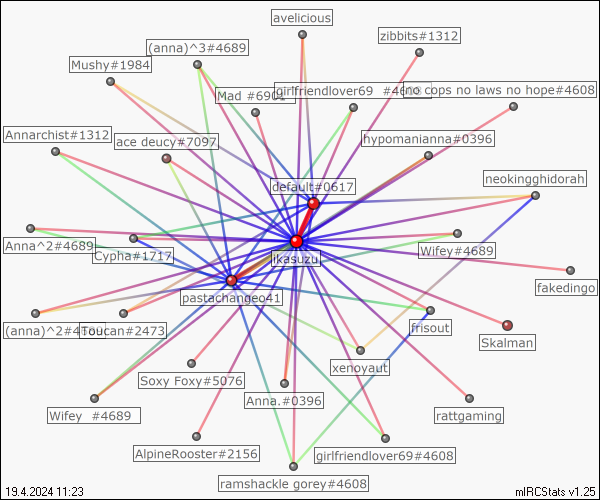 avelicious
zibbits#1312
(anna)^3#4689
Mushy#1984
Mad
girlfriendlover69
no cops no laws no hope#4608
Annarchist#1312
ace deucy#7097
hypomanianna#0396
default#0617
neokingghidorah
Anna^2#4689
Cypha#1717
Wifey#4689
ikasuzu
fakedingo
pastachangeo41
(anna)^2#
Toucan#2473
frisout
Skalman
xenoyaut
Soxy Foxy#5076
Anna.#0396
Wifey #4689
rattgaming
AlpineRooster#2156
girlfriendlover69#4608
ramshackle gorey#4608
19.4.2024 11:23
mIRCStats v1.25